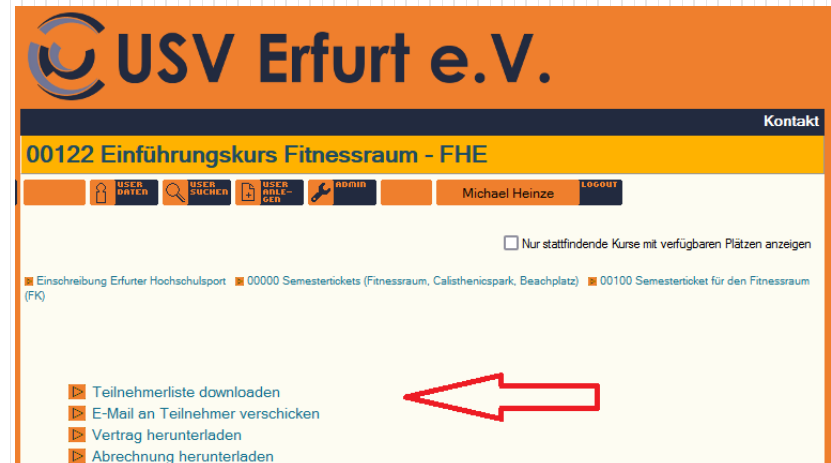 USV Erfurt e.V.
Kontakt
00122 Einführungskurs Fitnessraum - FHE
USER DATEN
USER SUCHEN
USER ANLE-GEN
ADMIN
Michael Heinze
LOGOUT
Nur stattfindende Kurse mit verfügbaren Plätzen anzeigen
Einschreibung Erfurter Hochschulsport 00000 Semestertickets (Fitnessraum, Calisthenicspark, Beachplatz) 00100 Semesterticket für den Fitnessraum
(FK)
Teilnehmerliste downloaden
E-Mail an Teilnehmer verschicken
Vertrag herunterladen
Abrechnung herunterladen